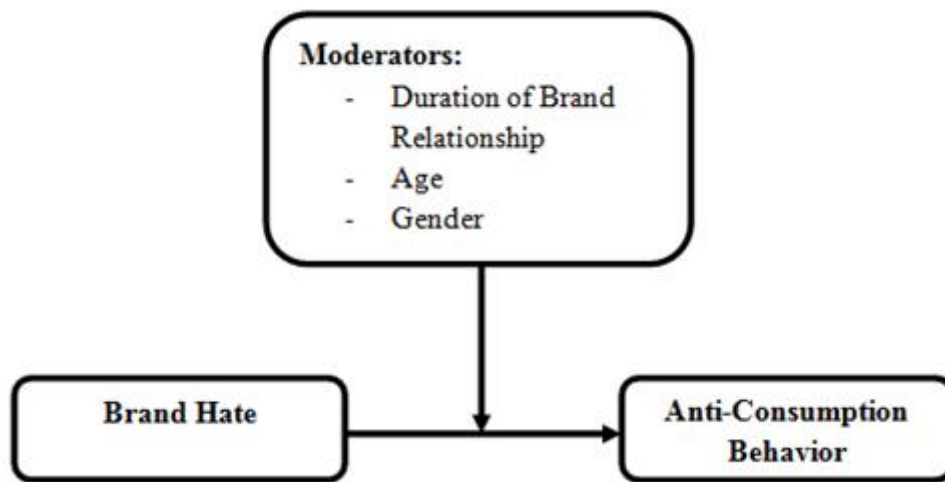 Moderators:
- Duration of Brand
Relationship
- Age
- Gender
Brand Hate
Anti-Consumption
Behavior